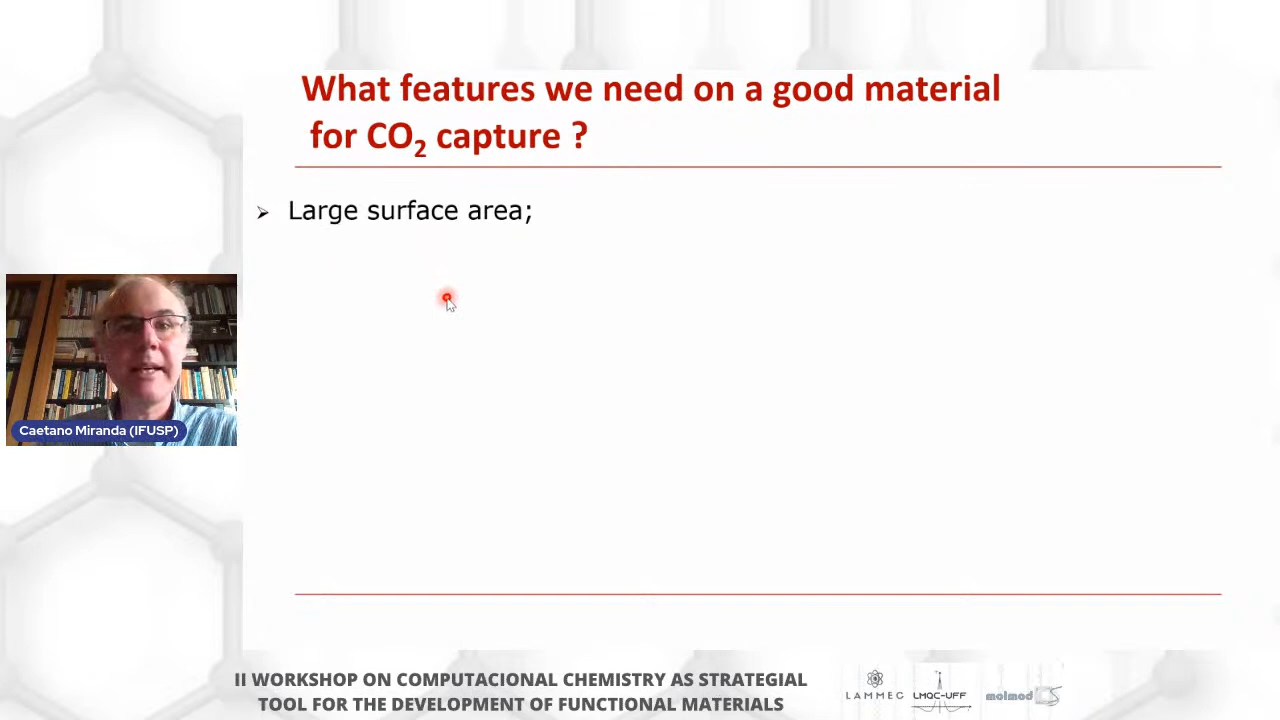 What features we need on a good material
for CO₂ capture ?
➢ Large surface area;
Caetano Miranda (IFUSP)
II WORKSHOP ON COMPUTACIONAL CHEMISTRY AS STRATEGIAL
TOOL FOR THE DEVELOPMENT OF FUNCTIONAL MATERIALS
LAMMEC
LMQC-UFF
molmod CS